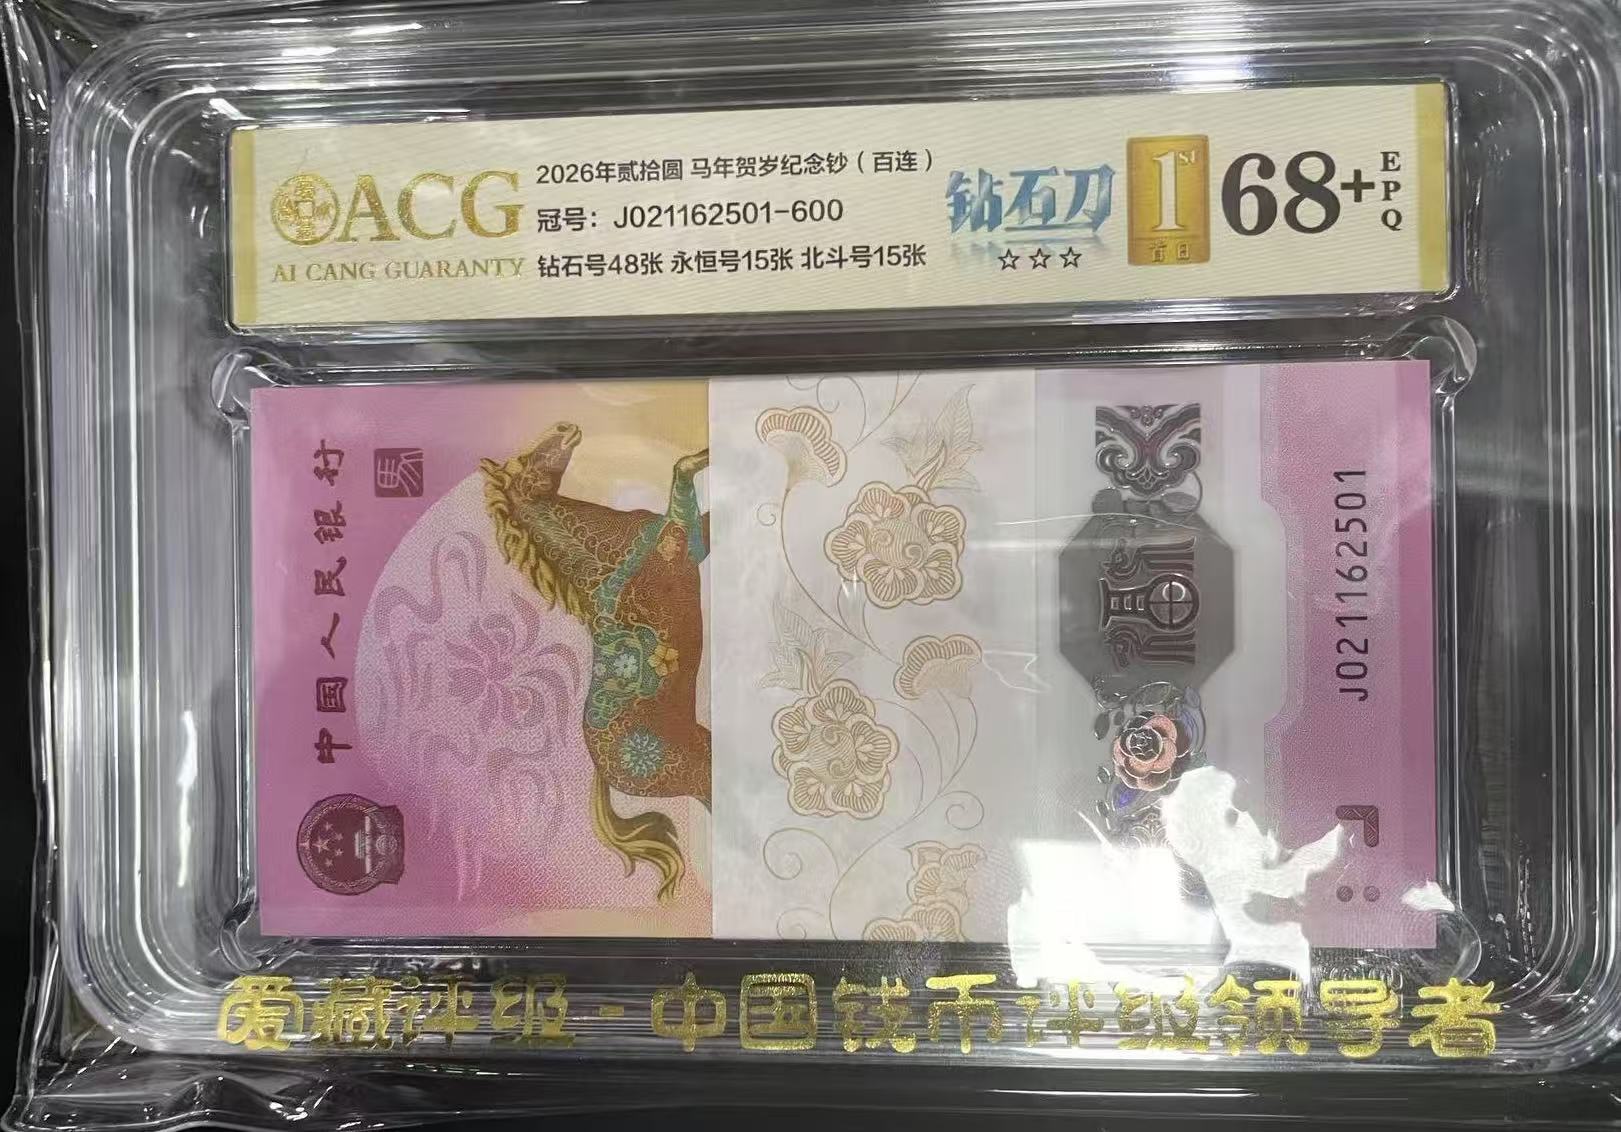 ACG
AI CANG GUARANTY
2026年贰拾圆 马年贺岁纪念钞（百连）
冠号：J021162501-600
钻石号48张 永恒号15张 北斗号15张
钻石刀
☆☆☆
1ST
首日
68+
EPQ
中国人民银行
马
福
J021162501
爱藏评级-中国钱币评级领导者